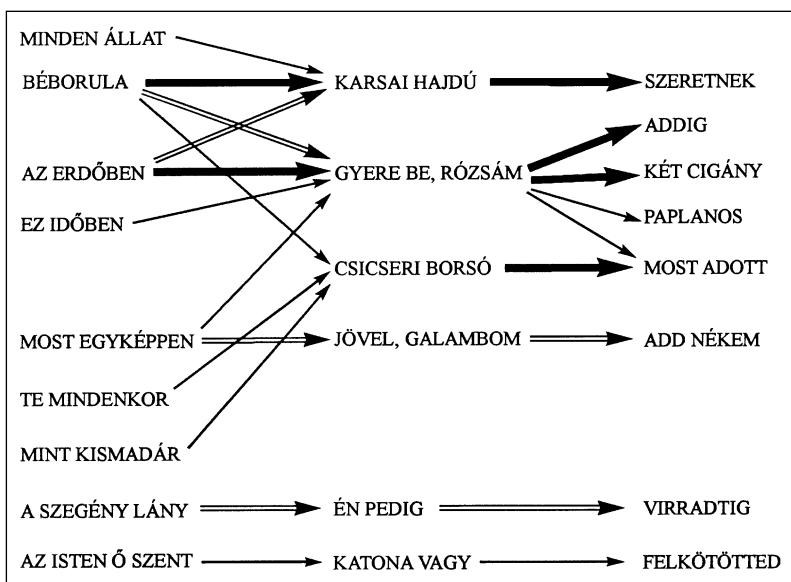 MINDEN ÁLLAT
BÉBORULA KARSAI HAJDÚ SZERETNEK
ADDIG
AZ ERDŐBEN GYERE BE, RÓZSÁM KÉT CIGÁNY
EZ IDŐBEN PAPLANOS
CSICSERI BORSÓ MOST ADOTT
MOST EGYKÉPPEN JÖVEL, GALAMBOM ADD NÉKEM
TE MINDENKOR
MINT KISMADÁR
A SZEGÉNY LÁNY ÉN PEDIG VIRRADTIG
AZ ISTEN Ő SZENT KATONA VAGY FELKÖTÖTTED